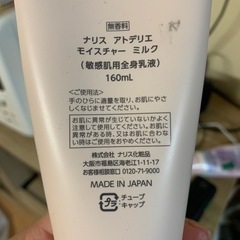 無香料
ナリス アトデリエ
モイスチャー ミルク
(敏感肌用全身乳液)
160mL
<ご使用法>
手のひらに適量を取り、全身に
やさしくなじませてください。
お肌に異常が生じていないかよく注
意して使用してください。お肌に合
わない時は、ご使用をおやめください。
株式会社 ナリス化粧品
大阪市福島区海老江1-11-17
お客様相談窓口 0120-71-9000
MADE IN JAPAN
プラ
チューブ
キャップ